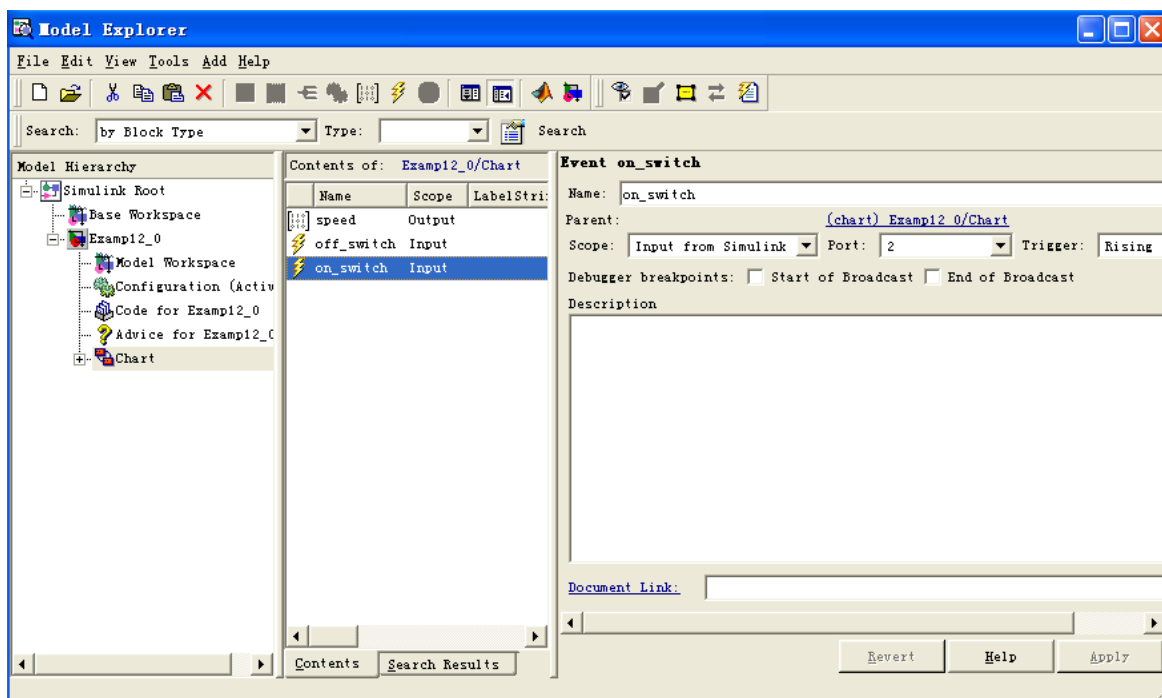 Model Explorer
File Edit View Tools Add Help
Search: by Block Type Type: Search
Model Hierarchy
Simulink Root
Base Workspace
Examp12_0
Model Workspace
Configuration (Activ
Code for Examp12_0
Advice for Examp12_0
Chart
Contents of: Examp12_0/Chart
Name Scope LabelStri
speed Output
off_switch Input
on_switch Input
Contents Search Results
Event on_switch
Name: on_switch
Parent: (chart) Examp12_0/Chart
Scope: Input from Simulink Port: 2 Trigger: Rising
Debugger breakpoints: Start of Broadcast End of Broadcast
Description
Document Link:
Revert Help Apply